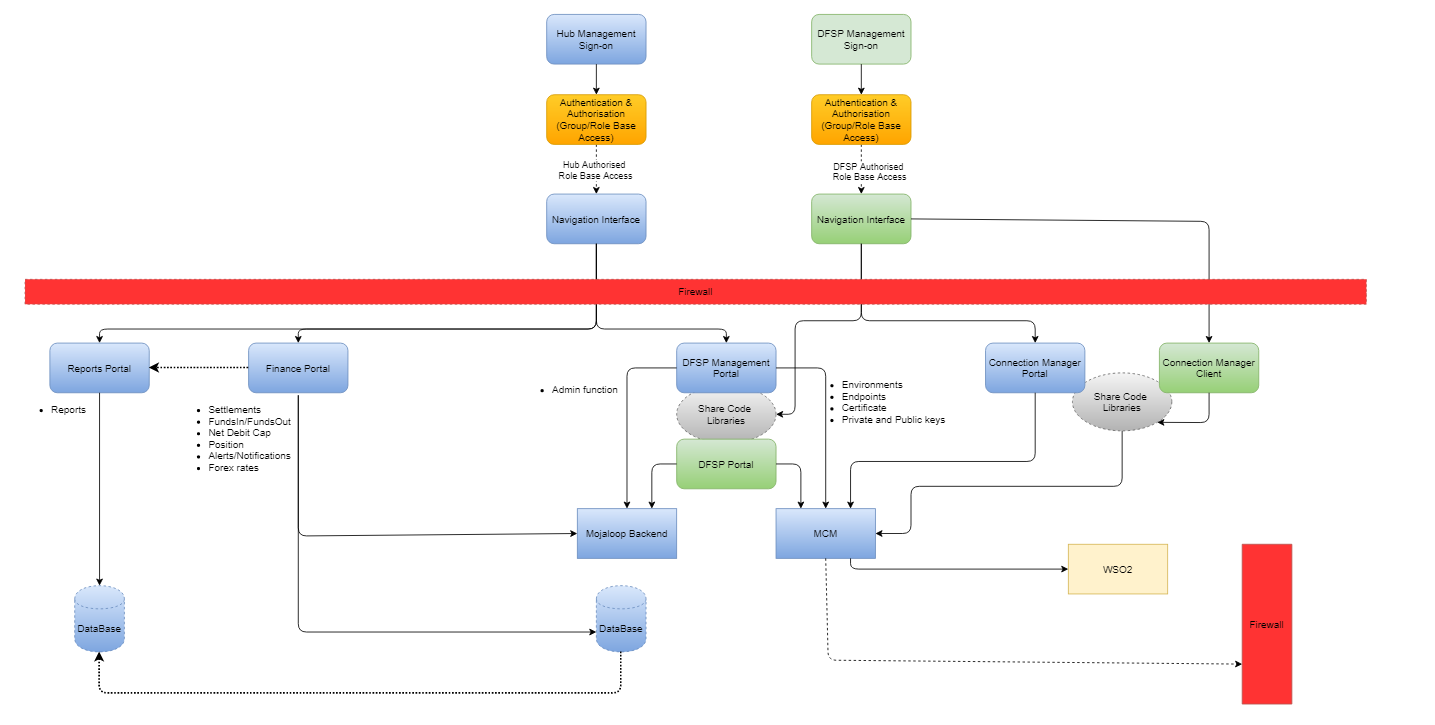 Hub Management
Sign-on
DFSP Management
Sign-on
Authentication &
Authorisation
(Group/Role Base
Access)
Authentication &
Authorisation
(Group/Role Base
Access)
Hub Authorised
Role Base Access
DFSP Authorised
Role Base Access
Navigation Interface
Navigation Interface
Firewall
Reports Portal
Finance Portal
DFSP Management
Portal
Connection Manager
Portal
Connection Manager
Client
• Reports
• Settlements
• FundsIn/FundsOut
• Net Debit Cap
• Position
• Alerts/Notifications
• Forex rates
• Admin function
Share Code
Libraries
• Environments
• Endpoints
• Certificate
• Private and Public keys
Share Code
Libraries
DFSP Portal
Mojaloop Backend
MCM
WSO2
Firewall
DataBase
DataBase